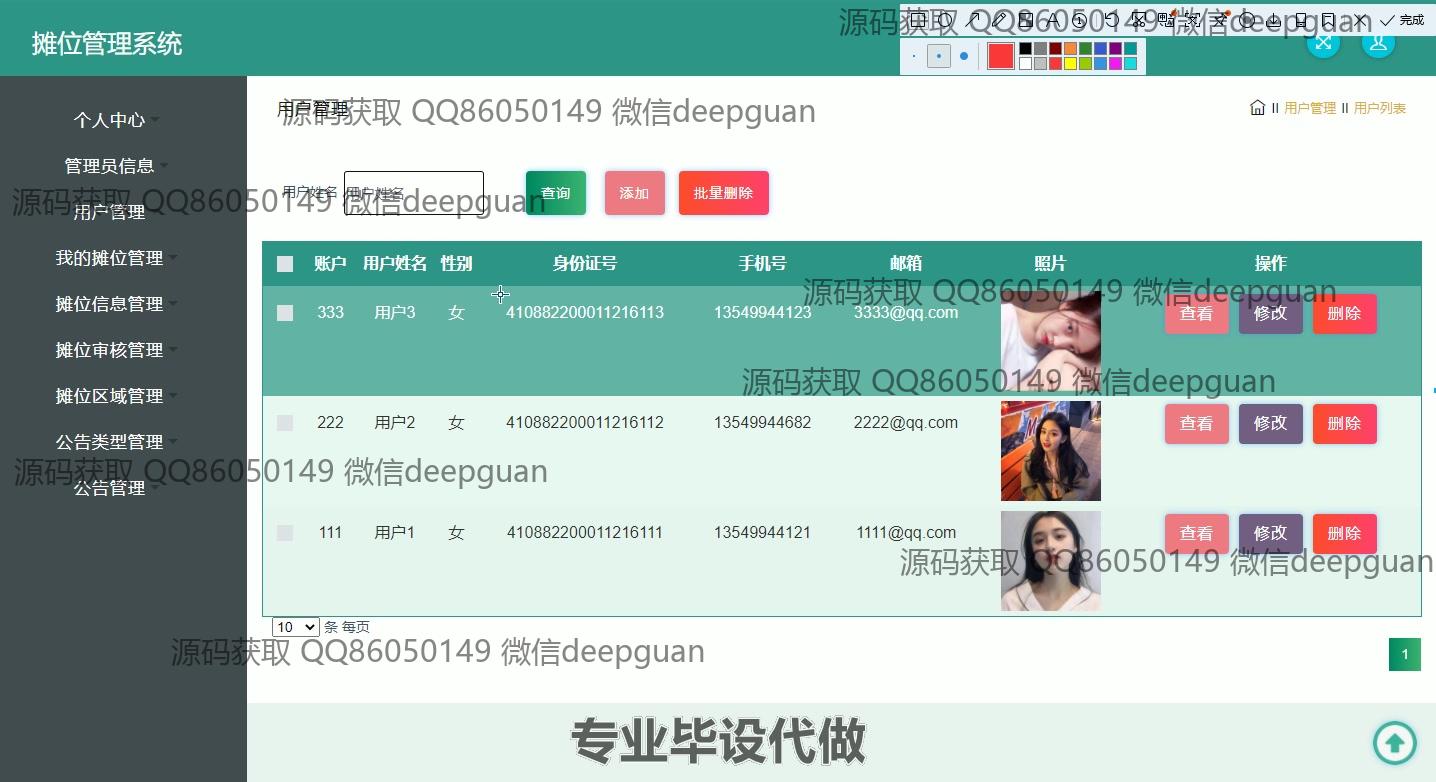 摊位管理系统
源码获取 QQ86050149 微信deepguan
完成
个人中心
管理员信息
用户管理
我的摊位管理
摊位信息管理
摊位审核管理
摊位区域管理
公告类型管理
公告管理
用户管理
源码获取 QQ86050149 微信deepguan
用户管理 用户列表
用户姓名 用户姓名 查询 添加 批量删除
源码获取 QQ86050149 微信deepguan
账户 用户姓名 性别 身份证号 手机号 邮箱 照片 操作
源码获取 QQ86050149 微信deepguan
333 用户3 女 410882200011216113 13549944123 3333@qq.com 查看 修改 删除
源码获取 QQ86050149 微信deepguan
222 用户2 女 410882200011216112 13549944682 2222@qq.com 查看 修改 删除
源码获取 QQ86050149 微信deepguan
111 用户1 女 410882200011216111 13549944121 1111@qq.com 查看 修改 删除
源码获取 QQ86050149 微信deepguan
10 条 每页
源码获取 QQ86050149 微信deepguan
1
专业毕设代做